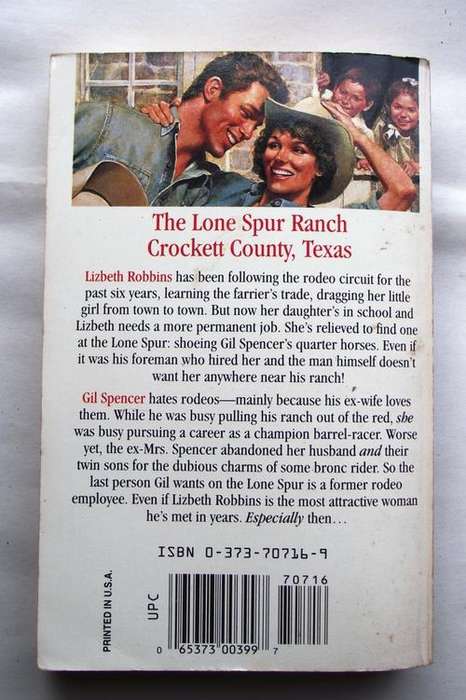 The Lone Spur Ranch
Crockett County, Texas
Lizbeth Robbins has been following the rodeo circuit for the
past six years, learning the farrier's trade, dragging her little
girl from town to town. But now her daughter's in school and
Lizbeth needs a more permanent job. She's relieved to find one
at the Lone Spur: shoeing Gil Spencer's quarter horses. Even if
it was his foreman who hired her and the man himself doesn't
want her anywhere near his ranch!
Gil Spencer hates rodeos—mainly because his ex-wife loves
them. While he was busy pulling his ranch out of the red, she
was busy pursuing a career as a champion barrel-racer. Worse
yet, the ex-Mrs. Spencer abandoned her husband and their
twin sons for the dubious charms of some bronc rider. So the
last person Gil wants on the Lone Spur is a former rodeo
employee. Even if Lizbeth Robbins is the most attractive woman
he's met in years. Especially then...
ISBN 0-373-70716-9
70716
PRINTED IN U.S.A.
UPC
0 65373 00399 7